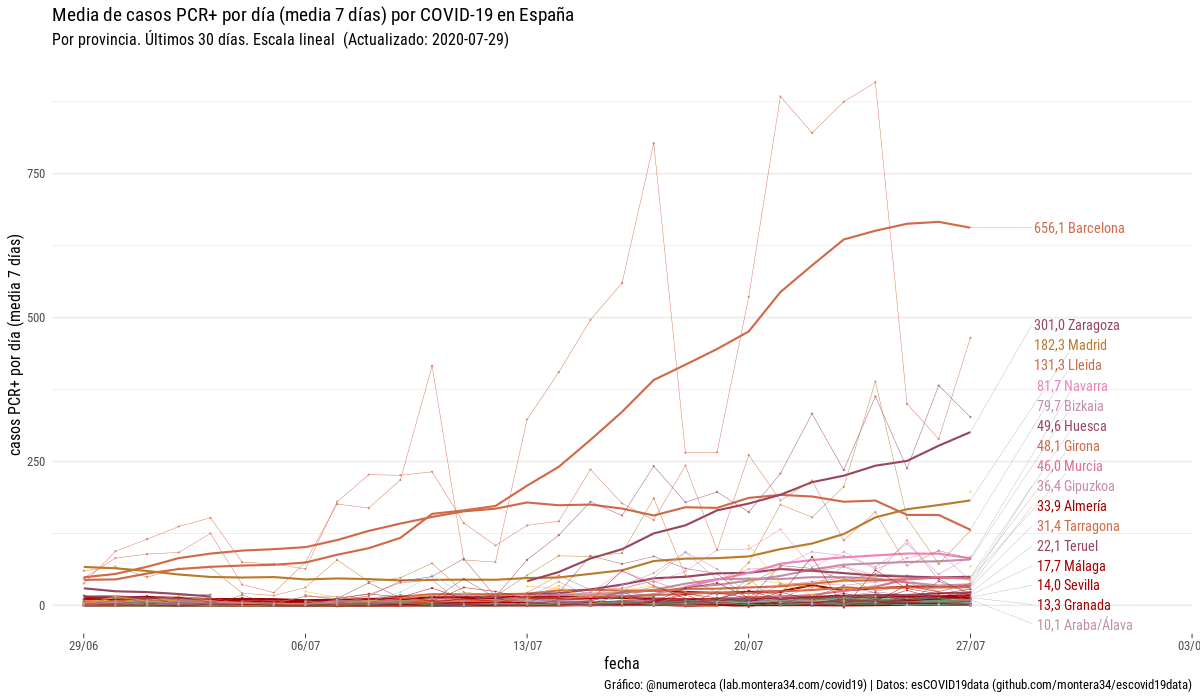 Media de casos PCR+ por día (media 7 días) por COVID-19 en España
Por provincia. Últimos 30 días. Escala lineal (Actualizado: 2020-07-29)
casos PCR+ por día (media 7 días)
750
500
250
0
656,1 Barcelona
301,0 Zaragoza
182,3 Madrid
131,3 Lleida
81,7 Navarra
79,7 Bizkaia
49,6 Huesca
48,1 Girona
46,0 Murcia
36,4 Gipuzkoa
33,9 Almería
31,4 Tarragona
22,1 Teruel
17,7 Málaga
14,0 Sevilla
13,3 Granada
10,1 Araba/Álava
29/06
06/07
13/07
20/07
27/07
03/0
fecha
Gráfico: @numeroteca (lab.montera34.com/covid19) | Datos: esCOVID19data (github.com/montera34/escovid19data)